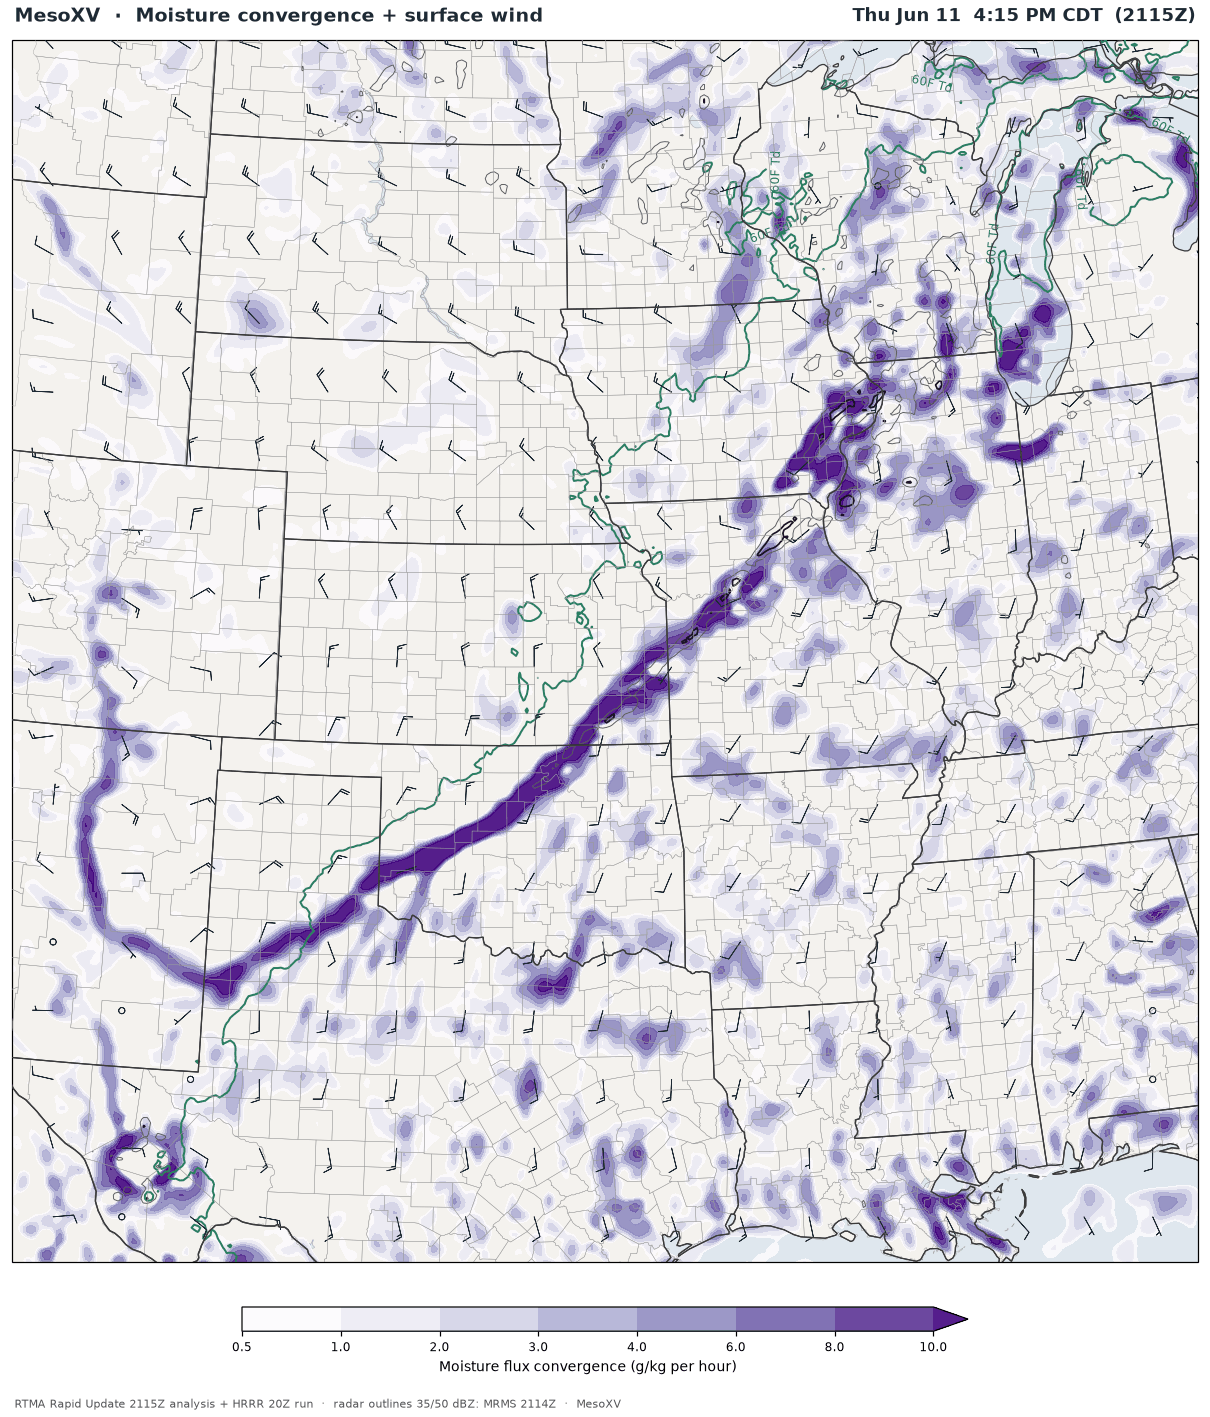 MesoXV · Moisture convergence + surface wind
Thu Jun 11 4:15 PM CDT (2115Z)
60F Td
60F Td
60F Td
60F Td
0.5 1.0 2.0 3.0 4.0 6.0 8.0 10.0
Moisture flux convergence (g/kg per hour)
RTMA Rapid Update 2115Z analysis + HRRR 20Z run · radar outlines 35/50 dBZ: MRMS 2114Z · MesoXV